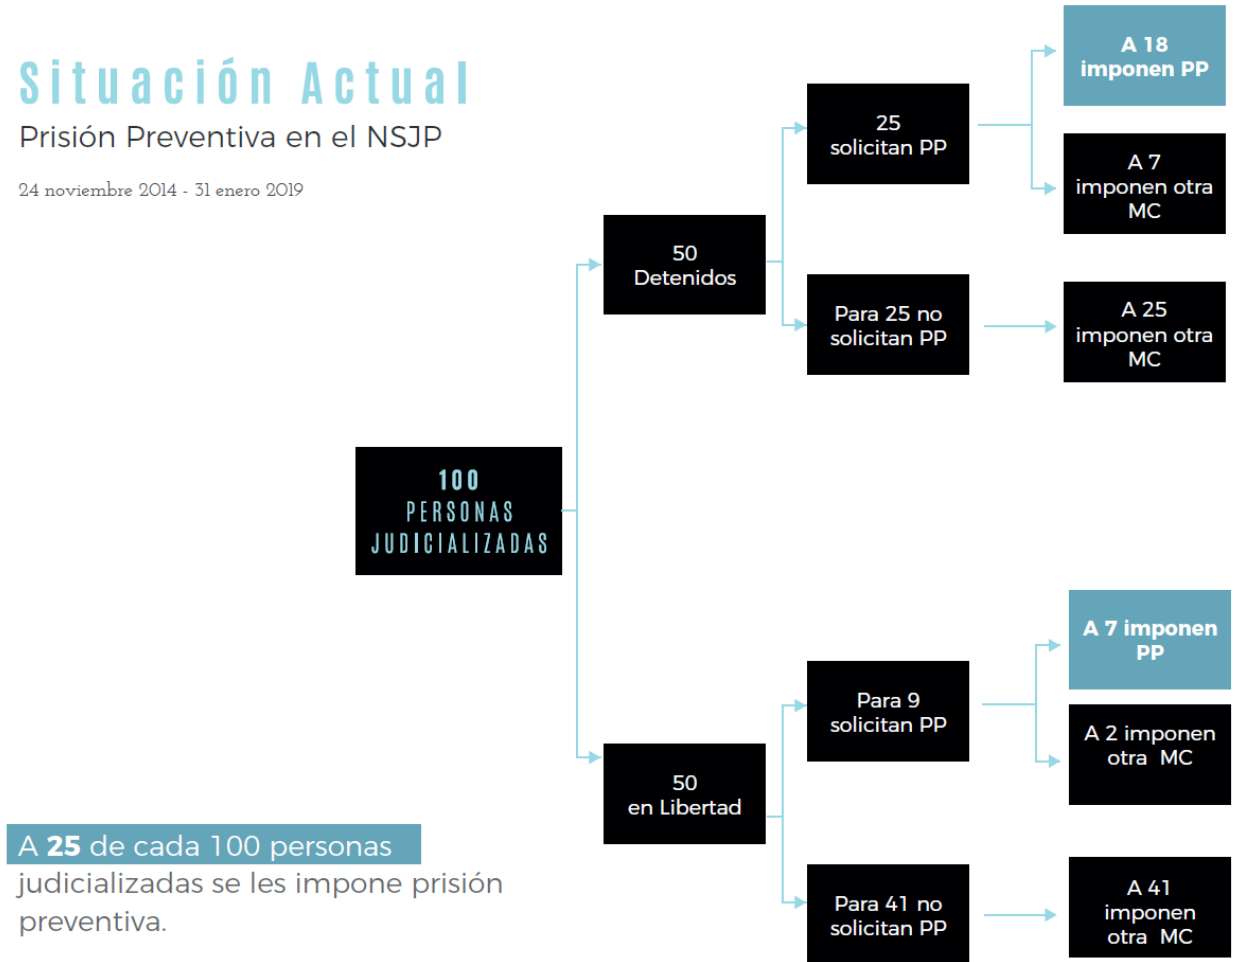 Situación Actual
Prisión Preventiva en el NSJP
24 noviembre 2014 - 31 enero 2019
100
PERSONAS
JUDICIALIZADAS
50
Detenidos
25
solicitan PP
A 18
imponen PP
A 7
imponen otra
MC
Para 25 no
solicitan PP
A 25
imponen otra
MC
50
en Libertad
Para 9
solicitan PP
A 7 imponen
PP
A 2 imponen
otra MC
Para 41 no
solicitan PP
A 41
imponen
otra MC
A 25 de cada 100 personas
judicializadas se les impone prisión
preventiva.